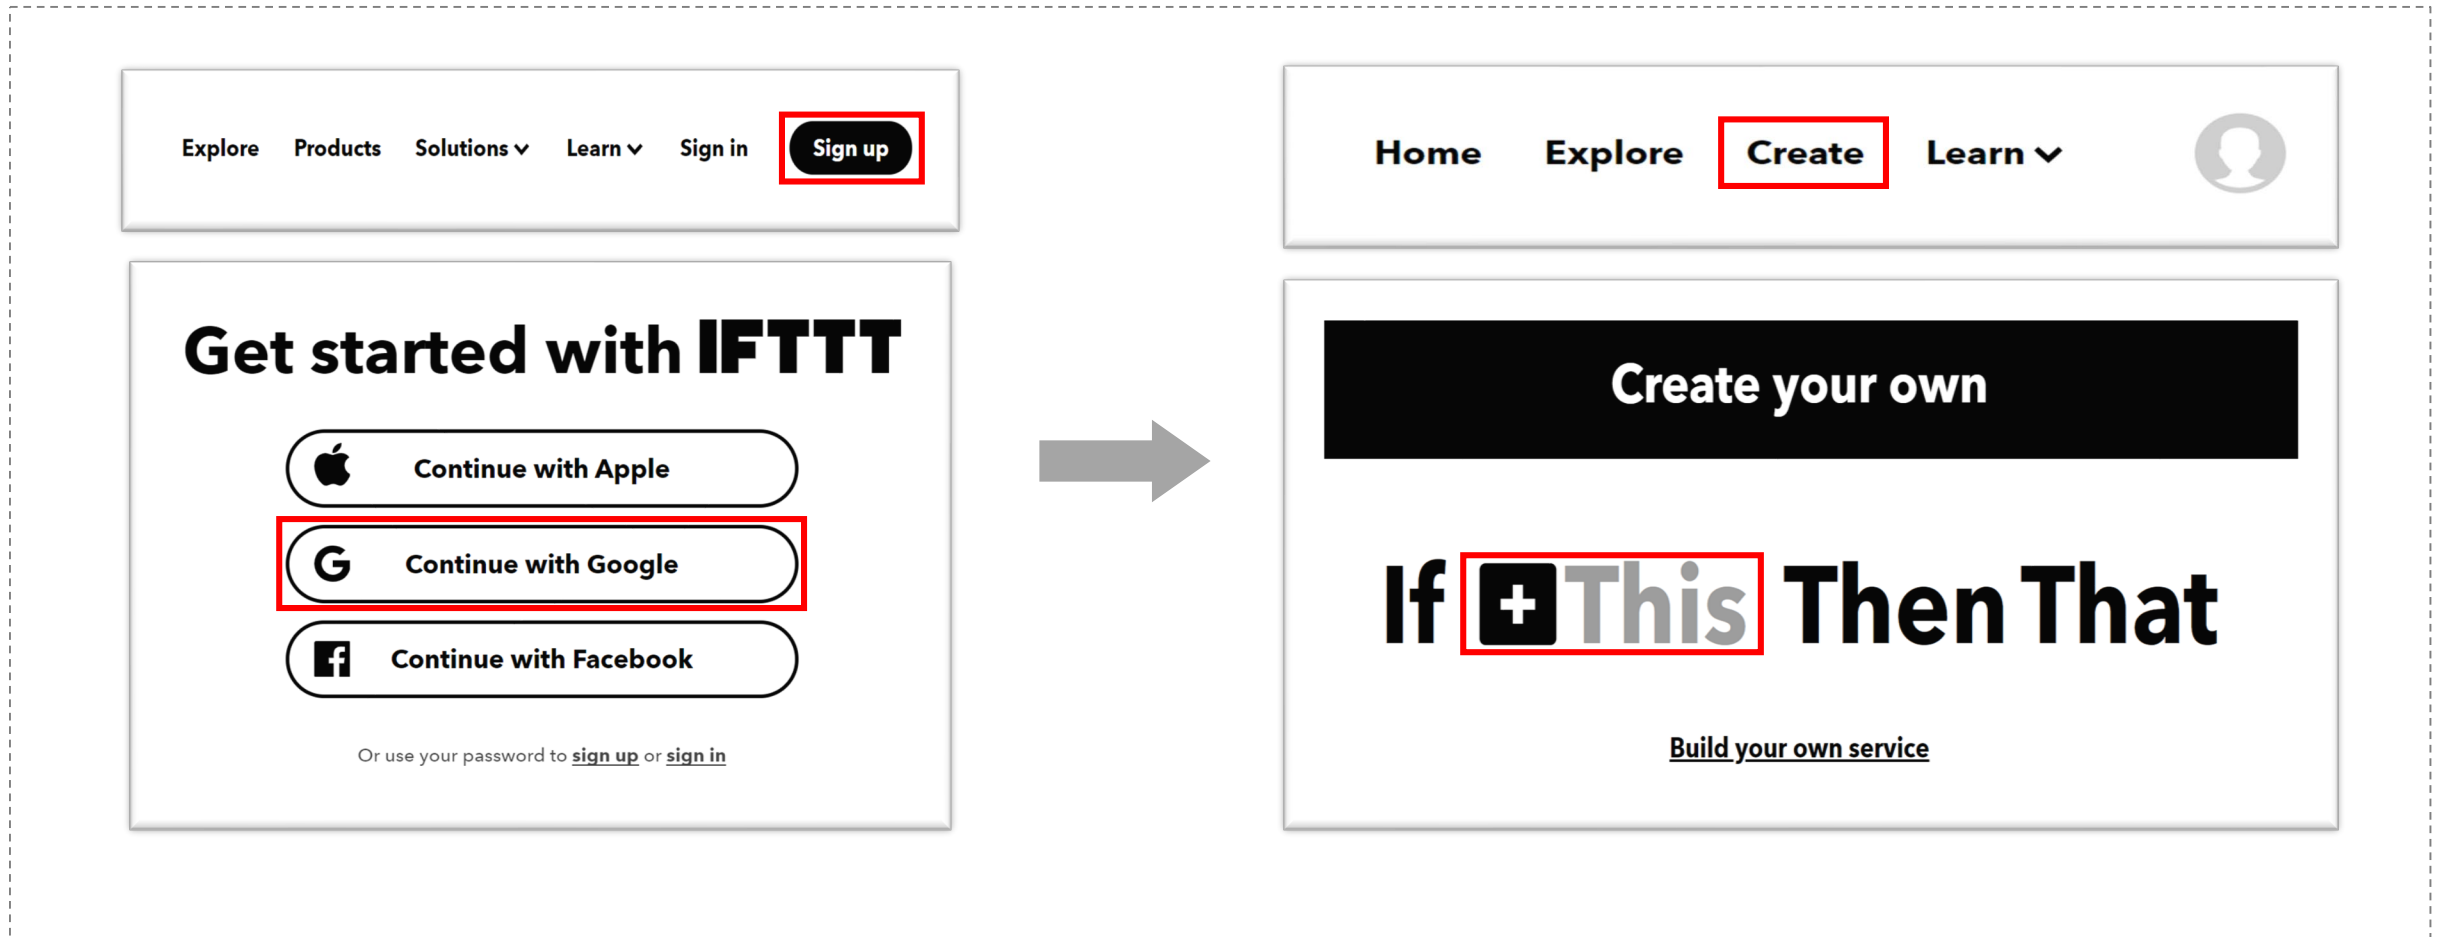 Explore Products Solutions Learn Sign in Sign up
Get started with IFTTT
Continue with Apple
Continue with Google
Continue with Facebook
Or use your password to sign up or sign in
Home Explore Create Learn
Create your own
If This Then That
Build your own service